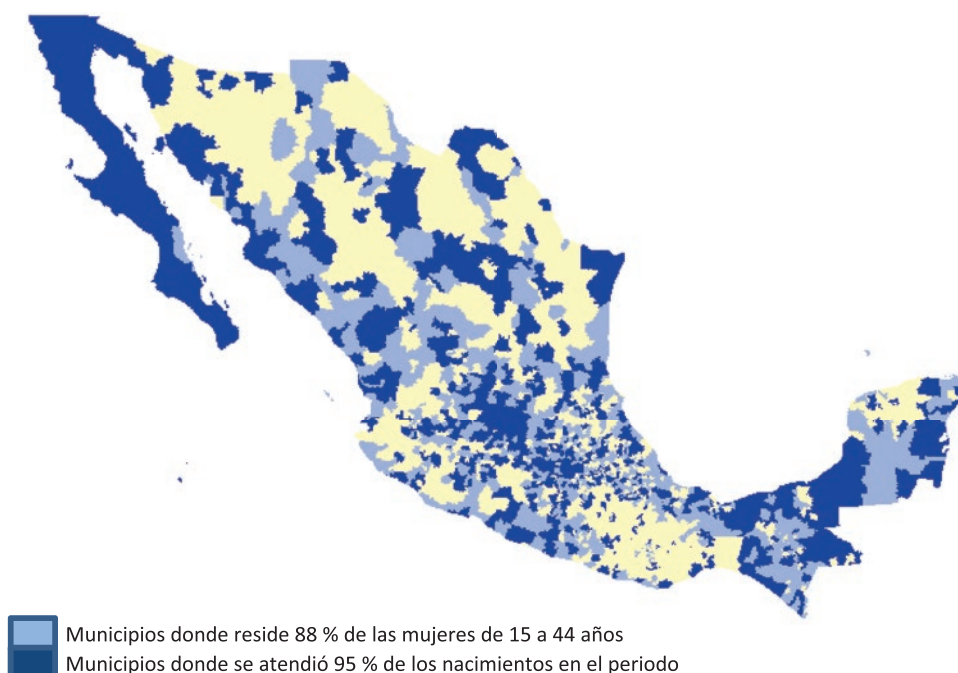 Municipios donde reside 88 % de las mujeres de 15 a 44 años
Municipios donde se atendió 95 % de los nacimientos en el periodo